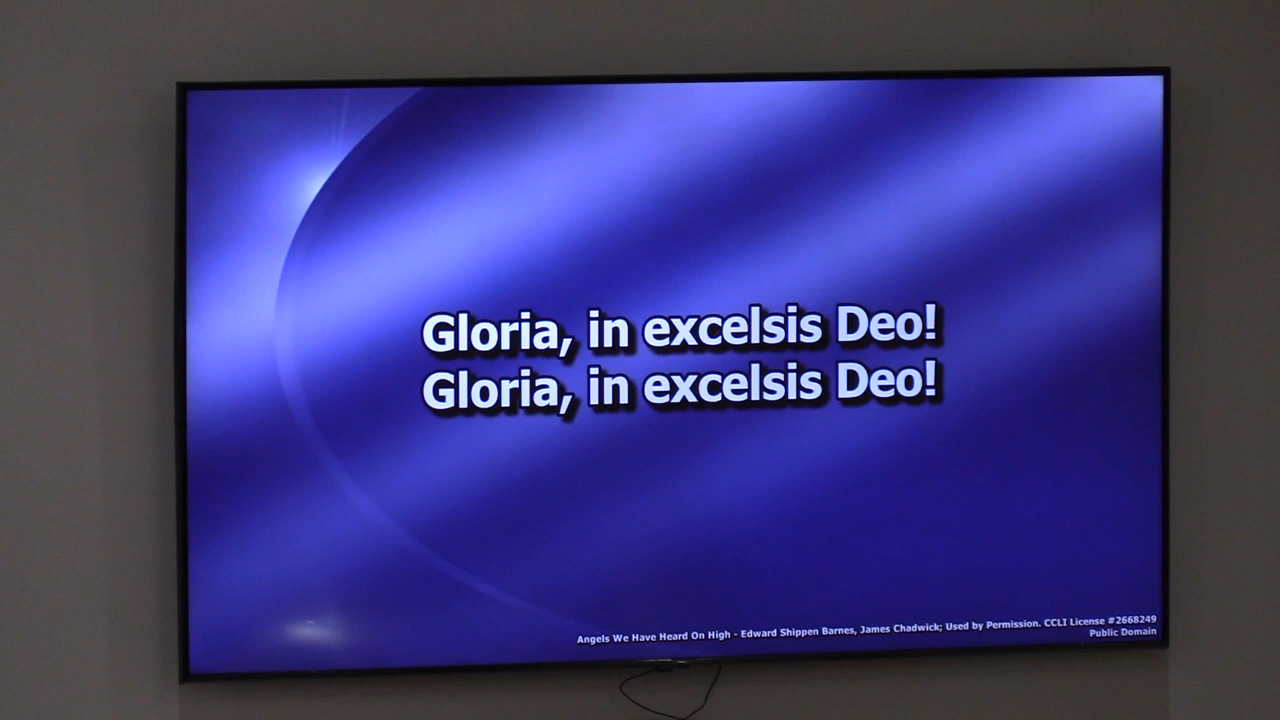 Gloria, in excelsis Deo!
Gloria, in excelsis Deo!
Angels We Have Heard On High - Edward Shippen Barnes, James Chadwick; Used by Permission. CCLI License #2668249
Public Domain